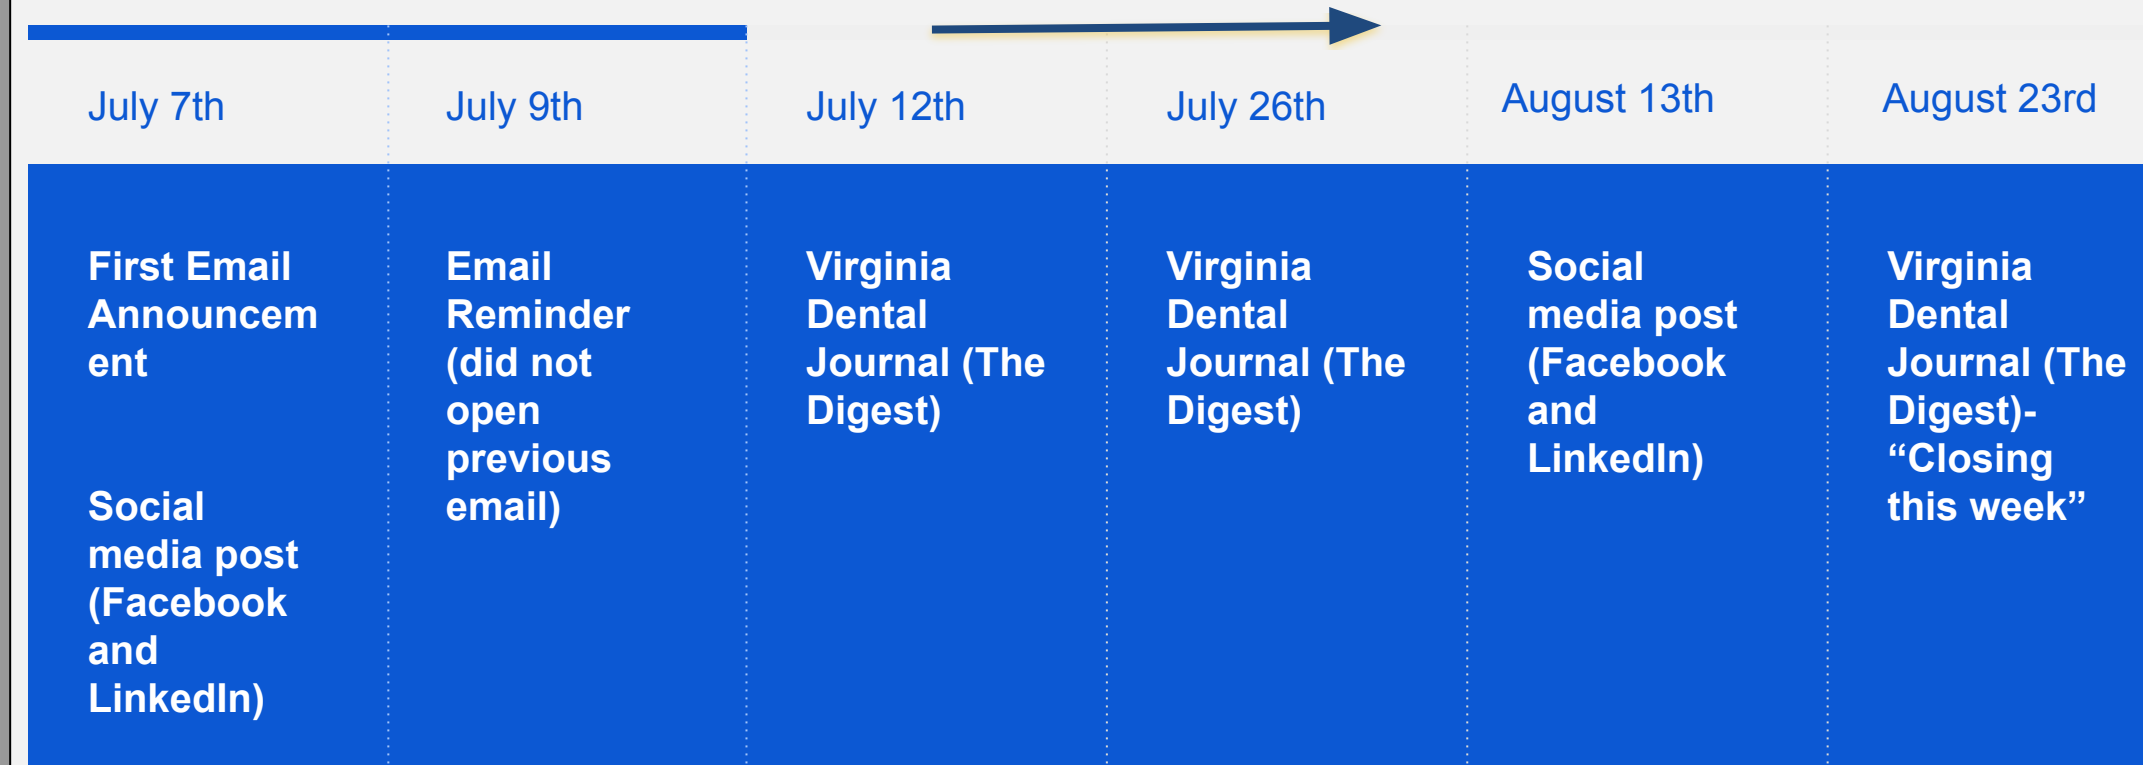 July 7th
July 9th
July 12th
July 26th
August 13th
August 23rd
First Email
Announcem
ent
Social
media post
(Facebook
and
LinkedIn)
Email
Reminder
(did not
open
previous
email)
Virginia
Dental
Journal (The
Digest)
Virginia
Dental
Journal (The
Digest)
Social
media post
(Facebook
and
LinkedIn)
Virginia
Dental
Journal (The
Digest)-
“Closing
this week”